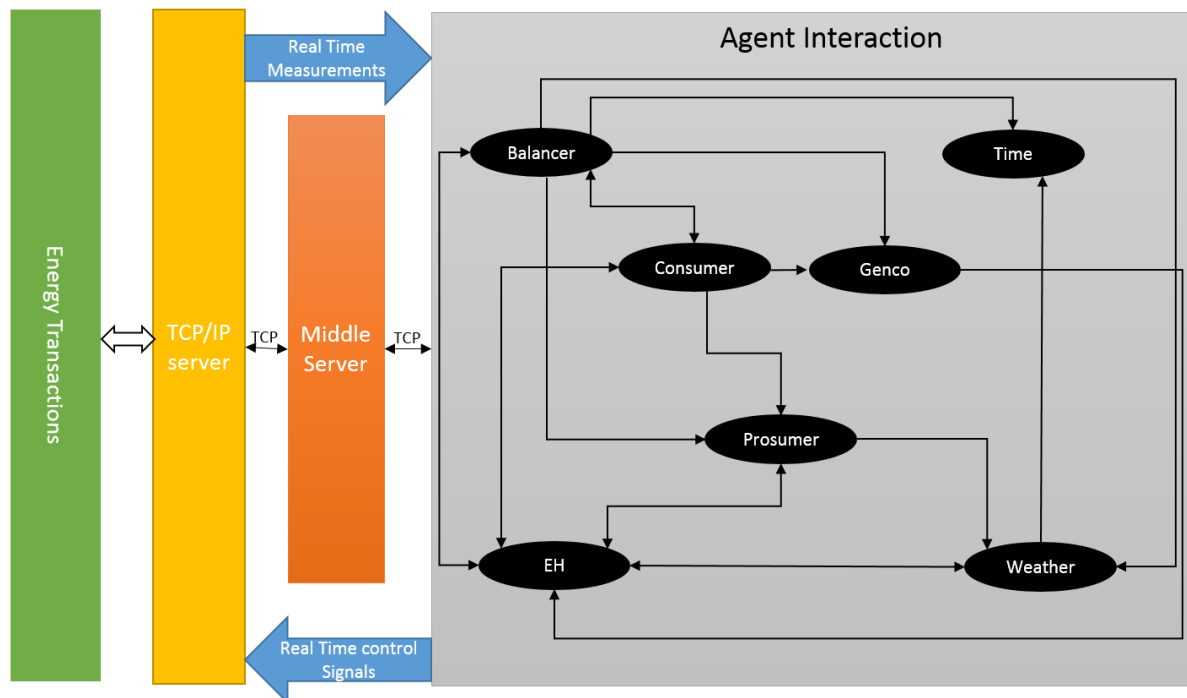 Energy Transactions
TCP/IP
server
Real Time
Measurements
TCP
Middle
Server
TCP
Real Time control
Signals
Agent Interaction
Balancer
Time
Consumer
Genco
Prosumer
EH
Weather